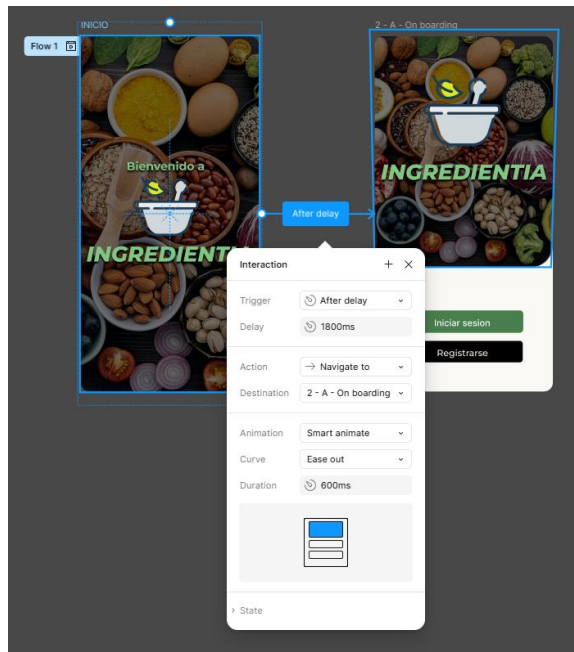 INICIO
2 - A - On boarding
Flow 1
Bienvenido a
INGREDIENTIA
INGREDIENTIA
After delay
Interaction
Trigger After delay
Delay 1800ms
Action Navigate to
Destination 2 - A - On boarding
Animation Smart animate
Curve Ease out
Duration 600ms
State
Iniciar sesion
Registrarse